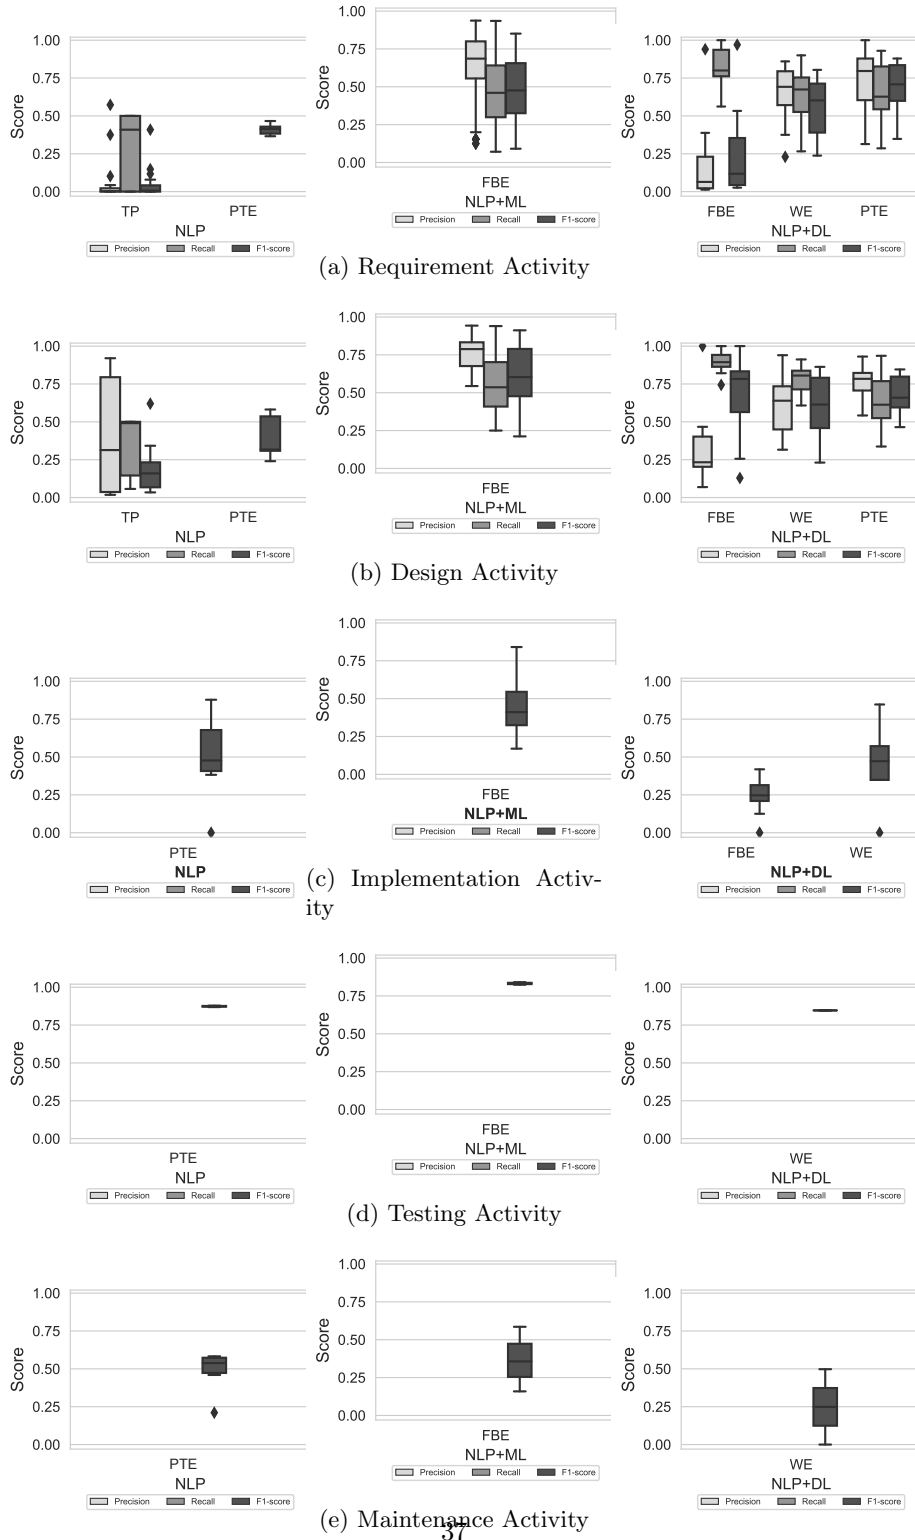 1.00
0.75
0.50
0.25
0.00
Score
TP PTE
NLP
Precision Recall F1-score
1.00
0.75
0.50
0.25
0.00
Score
FBE
NLP+ML
Precision Recall F1-score
1.00
0.75
0.50
0.25
0.00
Score
FBE WE PTE
NLP+DL
Precision Recall F1-score
(a) Requirement Activity
1.00
0.75
0.50
0.25
0.00
Score
TP PTE
NLP
Precision Recall F1-score
1.00
0.75
0.50
0.25
0.00
Score
FBE
NLP+ML
Precision Recall F1-score
1.00
0.75
0.50
0.25
0.00
Score
FBE WE PTE
NLP+DL
Precision Recall F1-score
(b) Design Activity
1.00
0.75
0.50
0.25
0.00
Score
PTE
NLP
Precision Recall F1-score
1.00
0.75
0.50
0.25
0.00
Score
FBE
NLP+ML
Precision Recall F1-score
1.00
0.75
0.50
0.25
0.00
Score
FBE WE
NLP+DL
Precision Recall F1-score
(c) Implementation Activ-
ity
1.00
0.75
0.50
0.25
0.00
Score
PTE
NLP
Precision Recall F1-score
1.00
0.75
0.50
0.25
0.00
Score
FBE
NLP+ML
Precision Recall F1-score
1.00
0.75
0.50
0.25
0.00
Score
WE
NLP+DL
Precision Recall F1-score
(d) Testing Activity
1.00
0.75
0.50
0.25
0.00
Score
PTE
NLP
Precision Recall F1-score
1.00
0.75
0.50
0.25
0.00
Score
FBE
NLP+ML
Precision Recall F1-score
1.00
0.75
0.50
0.25
0.00
Score
WE
NLP+DL
Precision Recall F1-score
(e) Maintenance Activity
37